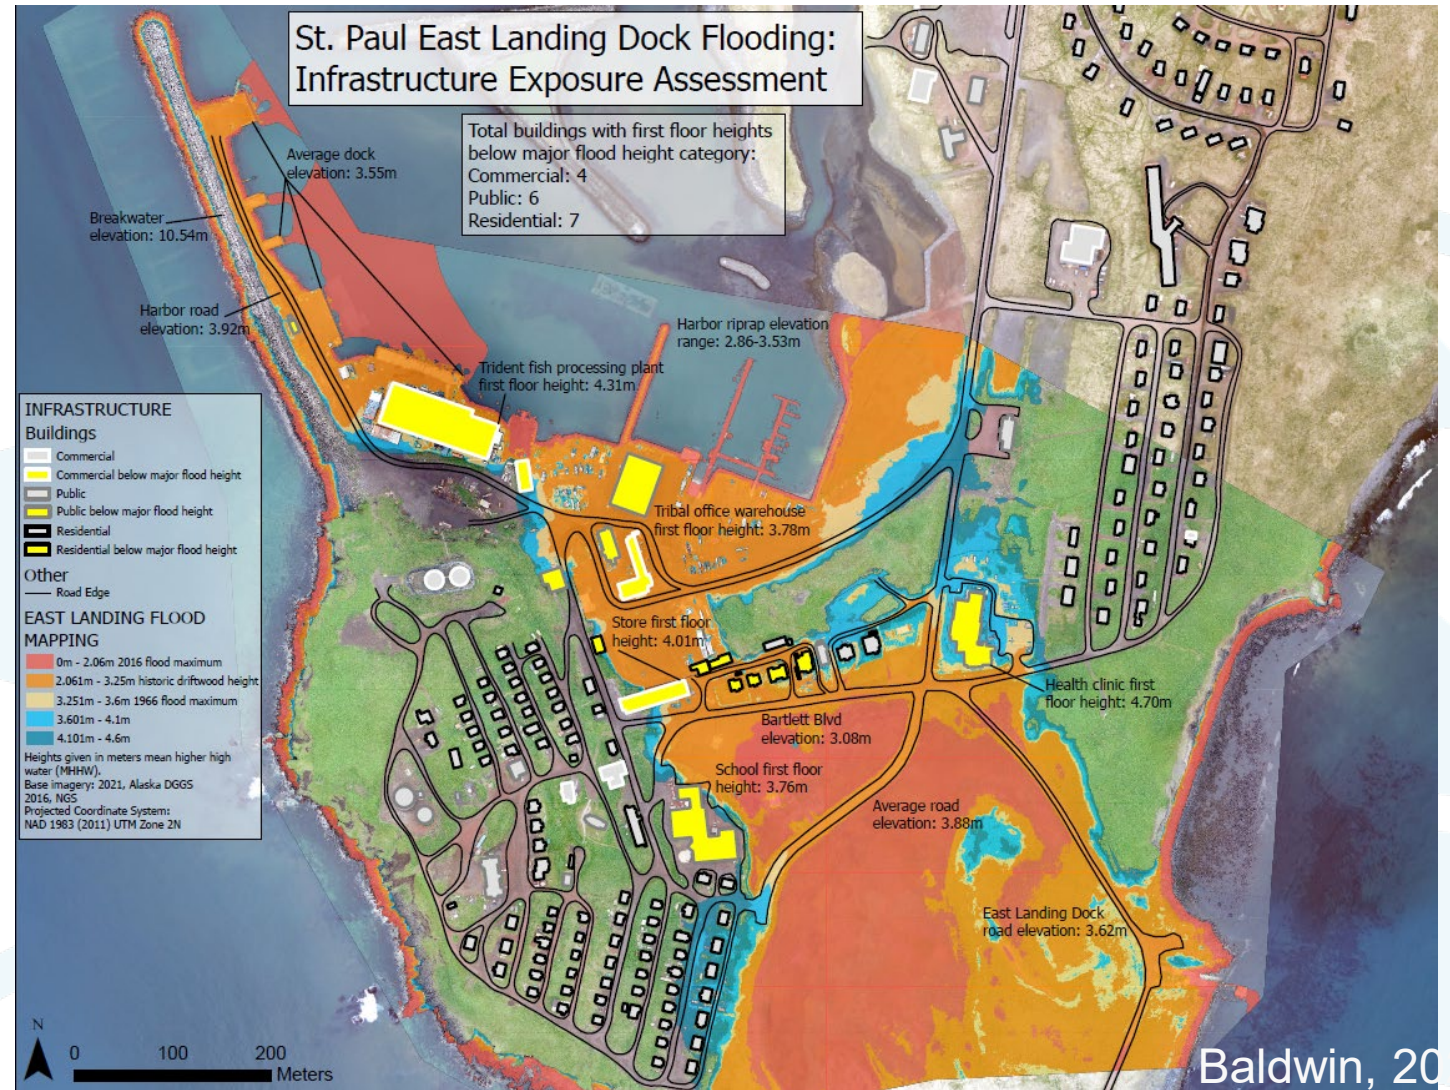 St. Paul East Landing Dock Flooding:
Infrastructure Exposure Assessment
Total buildings with first floor heights
below major flood height category:
Commercial: 4
Public: 6
Residential: 7
Average dock
elevation: 3.55m
Breakwater
elevation: 10.54m
Harbor road
elevation: 3.92m
Harbor riprap elevation
range: 2.86-3.53m
Trident fish processing plant
first floor height: 4.31m
INFRASTRUCTURE
Buildings
Commercial
Commercial below major flood height
Public
Public below major flood height
Residential
Residential below major flood height
Other
Road Edge
EAST LANDING FLOOD
MAPPING
0m - 2.06m 2016 flood maximum
2.061m - 3.25m historic driftwood height
3.251m - 3.6m 1966 flood maximum
3.601m - 4.1m
4.101m - 4.6m
Heights given in meters mean higher high
water (MHHW).
Base imagery: 2021, Alaska DGGS
2016, NGS
Projected Coordinate System:
NAD 1983 (2011) UTM Zone 2N
Tribal office warehouse
first floor height: 3.78m
Store first floor
height: 4.01m
Health clinic first
floor height: 4.70m
Bartlett Blvd
elevation: 3.08m
School first floor
height: 3.76m
Average road
elevation: 3.88m
East Landing Dock
road elevation: 3.62m
N
0 100 200
Meters
Baldwin, 20